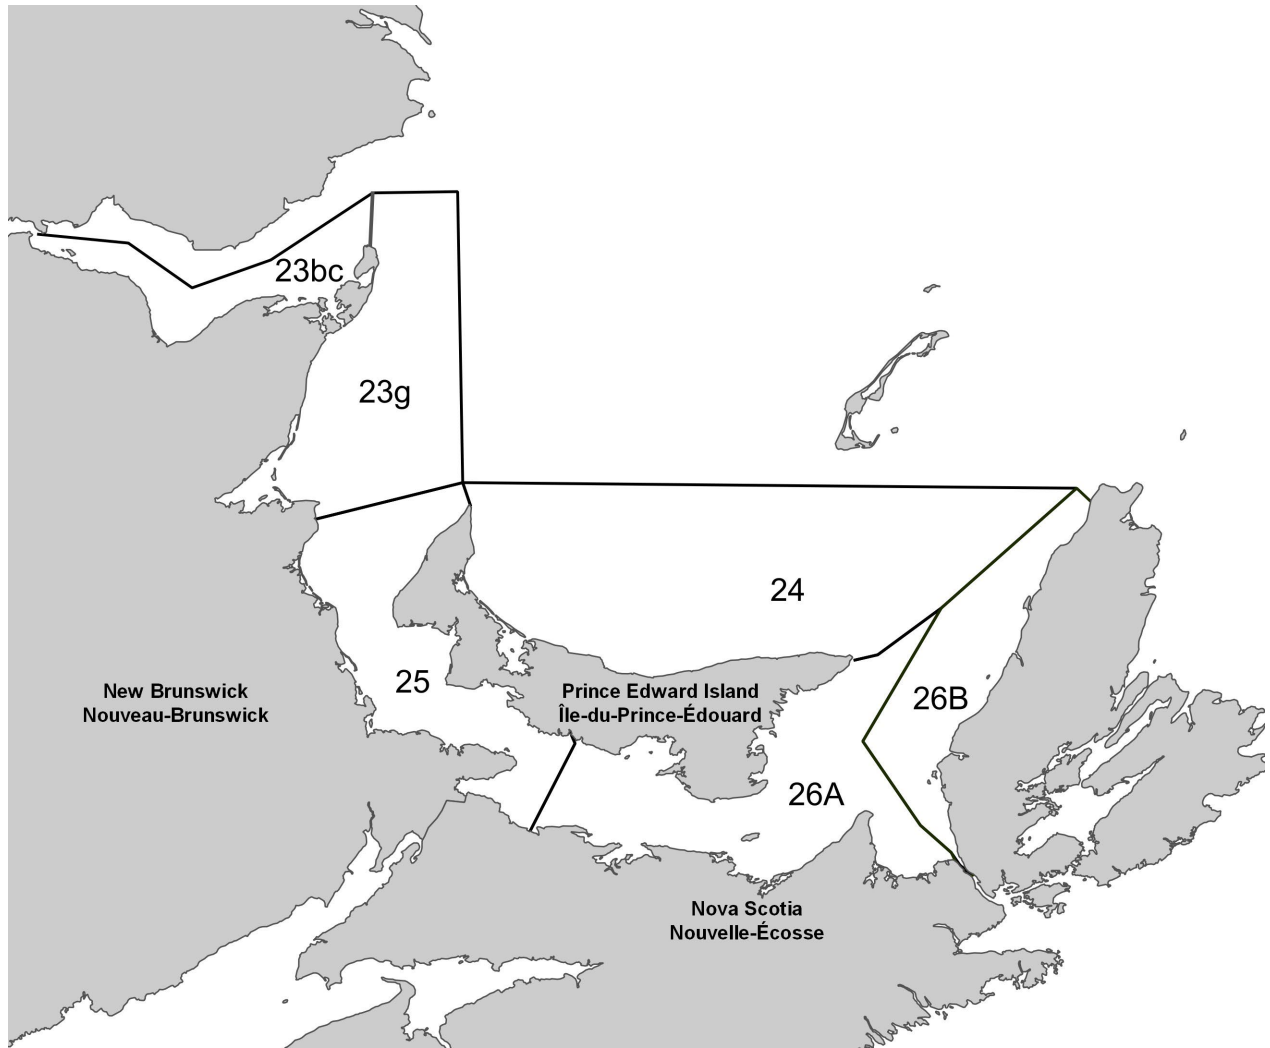 23bc
23g
24
25
New Brunswick
Nouveau-Brunswick
Prince Edward Island
Île-du-Prince-Édouard
26B
26A
Nova Scotia
Nouvelle-Écosse